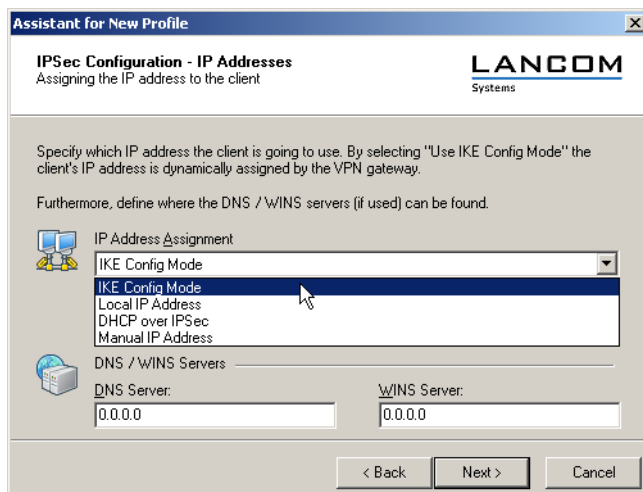 Assistant for New Profile
IPSec Configuration - IP Addresses
Assigning the IP address to the client
LANCOM
Systems
Specify which IP address the client is going to use. By selecting "Use IKE Config Mode" the
client's IP address is dynamically assigned by the VPN gateway.
Furthermore, define where the DNS / WINS servers (if used) can be found.
IP Address Assignment
IKE Config Mode
IKE Config Mode
Local IP Address
DHCP over IPSec
Manual IP Address
DNS / WINS Servers
DNS Server: WINS Server:
0.0.0.0 0.0.0.0
< Back Next > Cancel